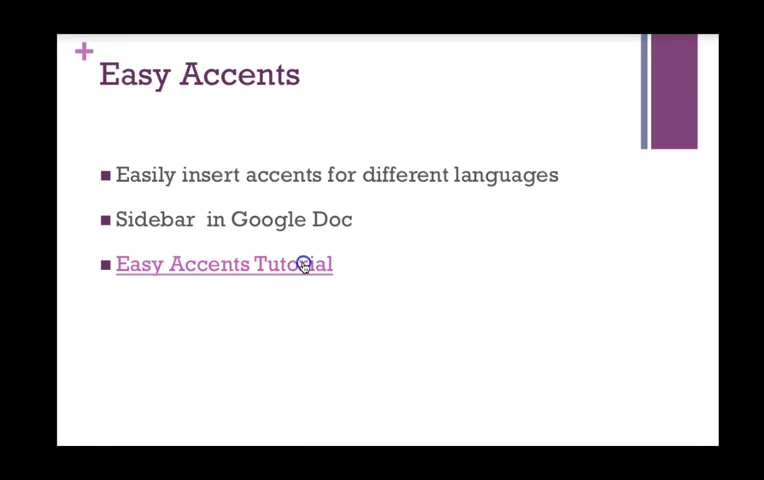 +
Easy Accents
Easily insert accents for different languages
Sidebar  in Google Doc
Easy Accents Tutorial